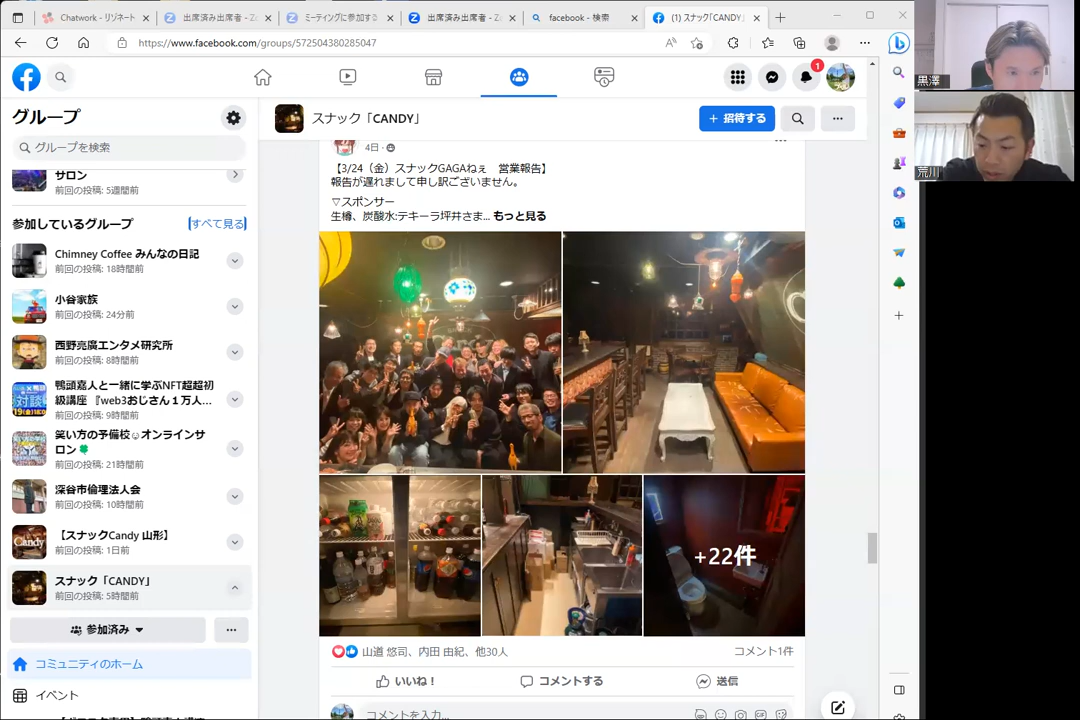 Chatwork - リゾネート
出席済み出席者 - Zo
ミーティングに参加する
出席済み出席者 - Zo
facebook - 検索
(1) スナック「CANDY」
https://www.facebook.com/groups/572504380285047
1
グループ
グループを検索
サロン
前回の投稿: 5週間前
参加しているグループ
すべて見る
Chimney Coffee みんなの日記
前回の投稿: 18時間前
小谷家族
前回の投稿: 24分前
西野亮廣エンタメ研究所
前回の投稿: 8時間前
鴨頭嘉人と一緒に学ぶNFT超超初
級講座 『web3おじさん１万人...
前回の投稿: 9時間前
笑い方の予備校☺オンラインサ
ロン🍀
前回の投稿: 21時間前
深谷市倫理法人会
前回の投稿: 10時間前
【スナックCandy 山形】
前回の投稿: 1日前
スナック「CANDY」
前回の投稿: 5時間前
参加済み
コミュニティのホーム
イベント
スナック「CANDY」
+ 招待する
4日
【3/24（金）スナックGAGAねぇ　営業報告】
報告が遅れまして申し訳ございません。
▽スポンサー
生樽、炭酸水:テキーラ坪井さま... もっと見る
+22件
山道 悠司、内田 由紀、他30人
コメント1件
いいね！
コメントする
送信
コメントを入力...
黒澤
荒川